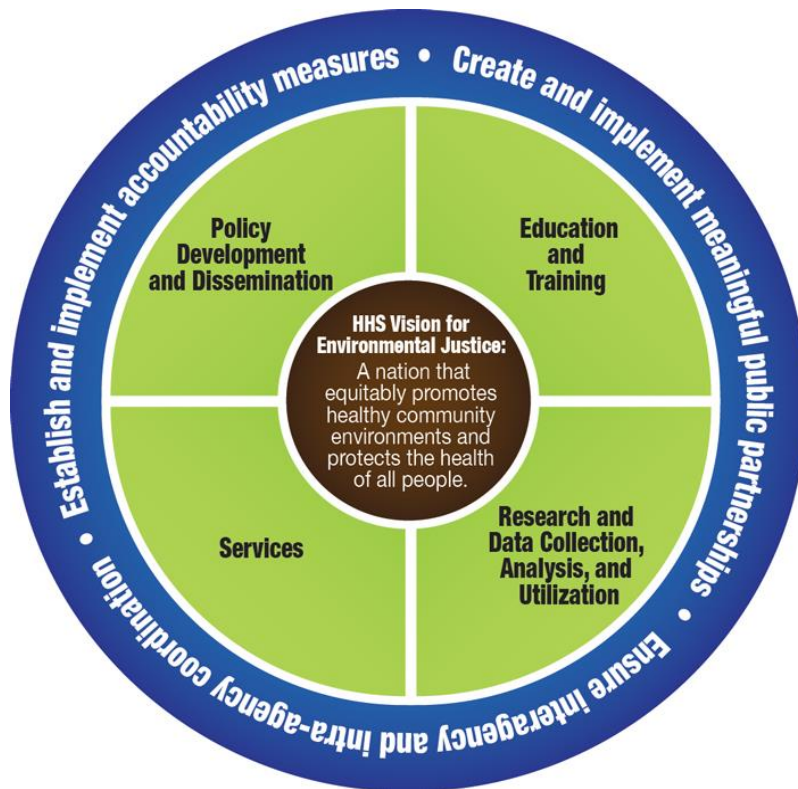 Establish and implement accountability measures • Create and implement meaningful public partnerships • Ensure interagency and intra-agency coordination •
Policy
Development
and Dissemination
Education
and
Training
HHS Vision for
Environmental Justice:
A nation that
equitably promotes
healthy community
environments and
protects the health
of all people.
Services
Research and
Data Collection,
Analysis, and
Utilization